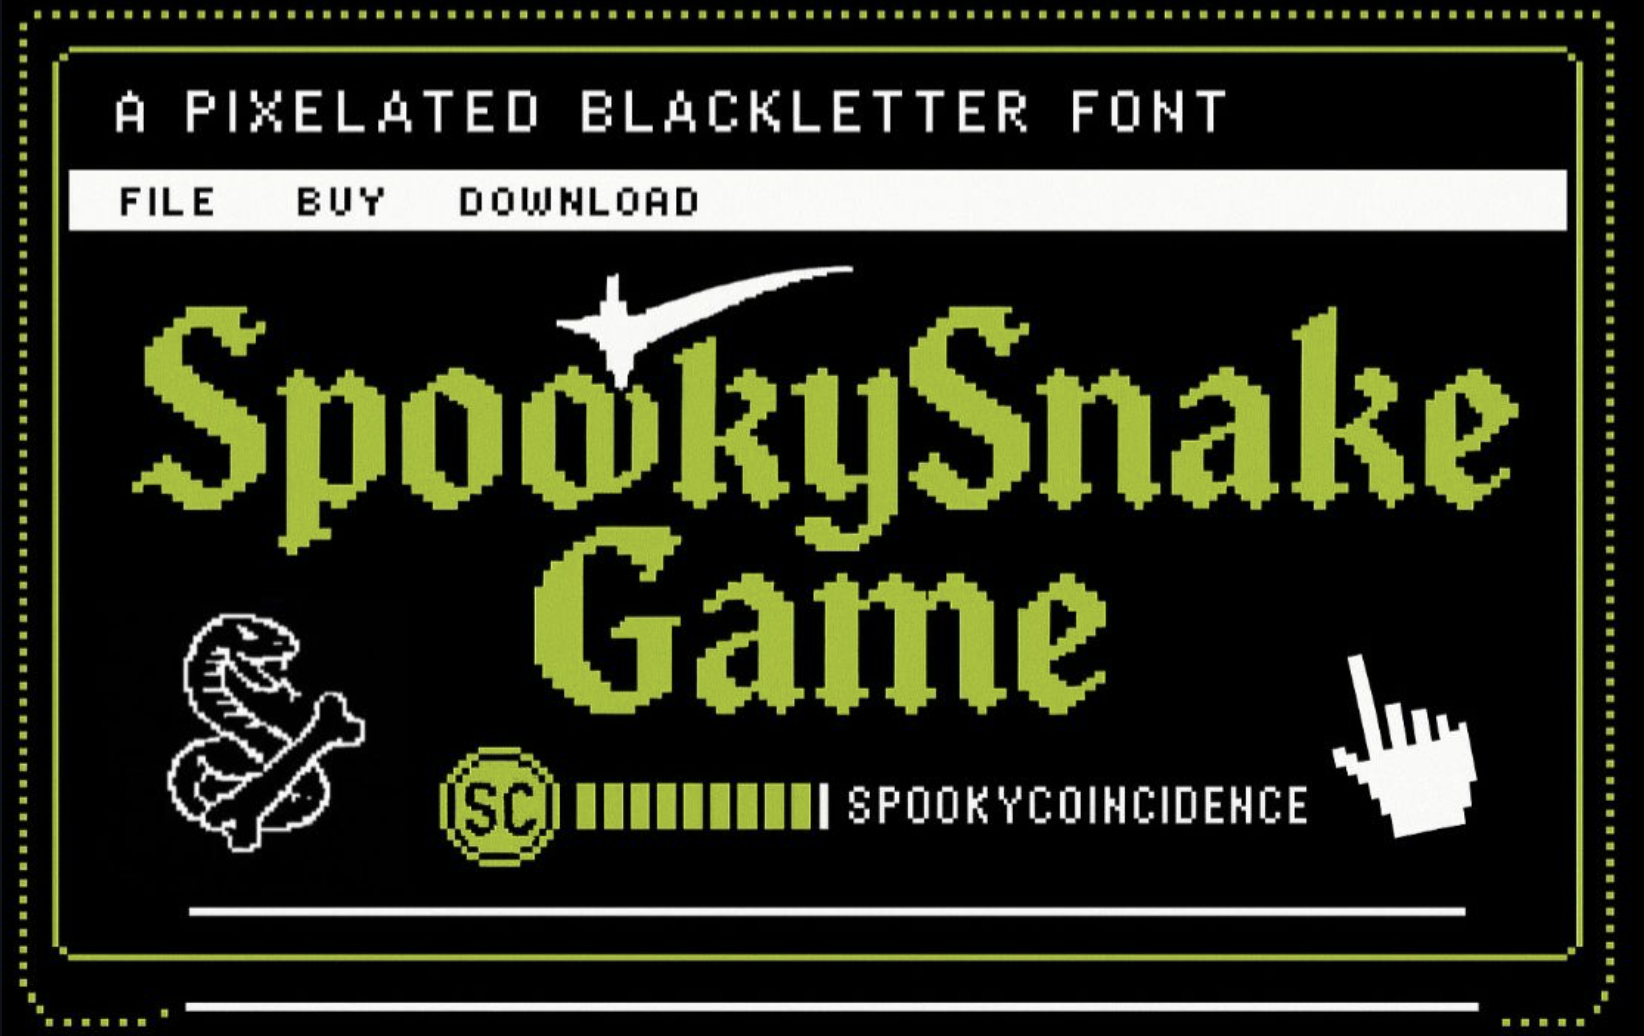 A PIXELATED BLACKLETTER FONT
FILE BUY DOWNLOAD
SpookySnake
Game
SC SPOOKYCOINCIDENCE